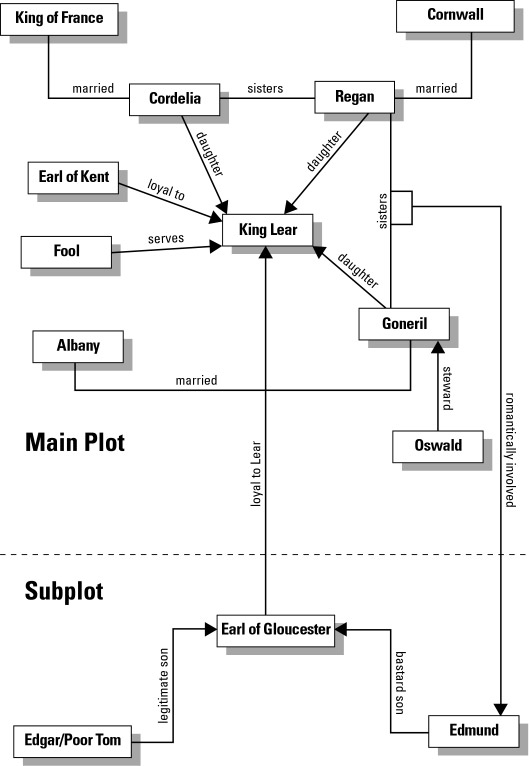 King of France
Cornwall
married
Cordelia
sisters
Regan
married
daughter
daughter
Earl of Kent
loyal to
King Lear
sisters
Fool
serves
daughter
Goneril
Albany
married
steward
romantically involved
Main Plot
Oswald
loyal to Lear
Subplot
Earl of Gloucester
legitimate son
bastard son
Edgar/Poor Tom
Edmund